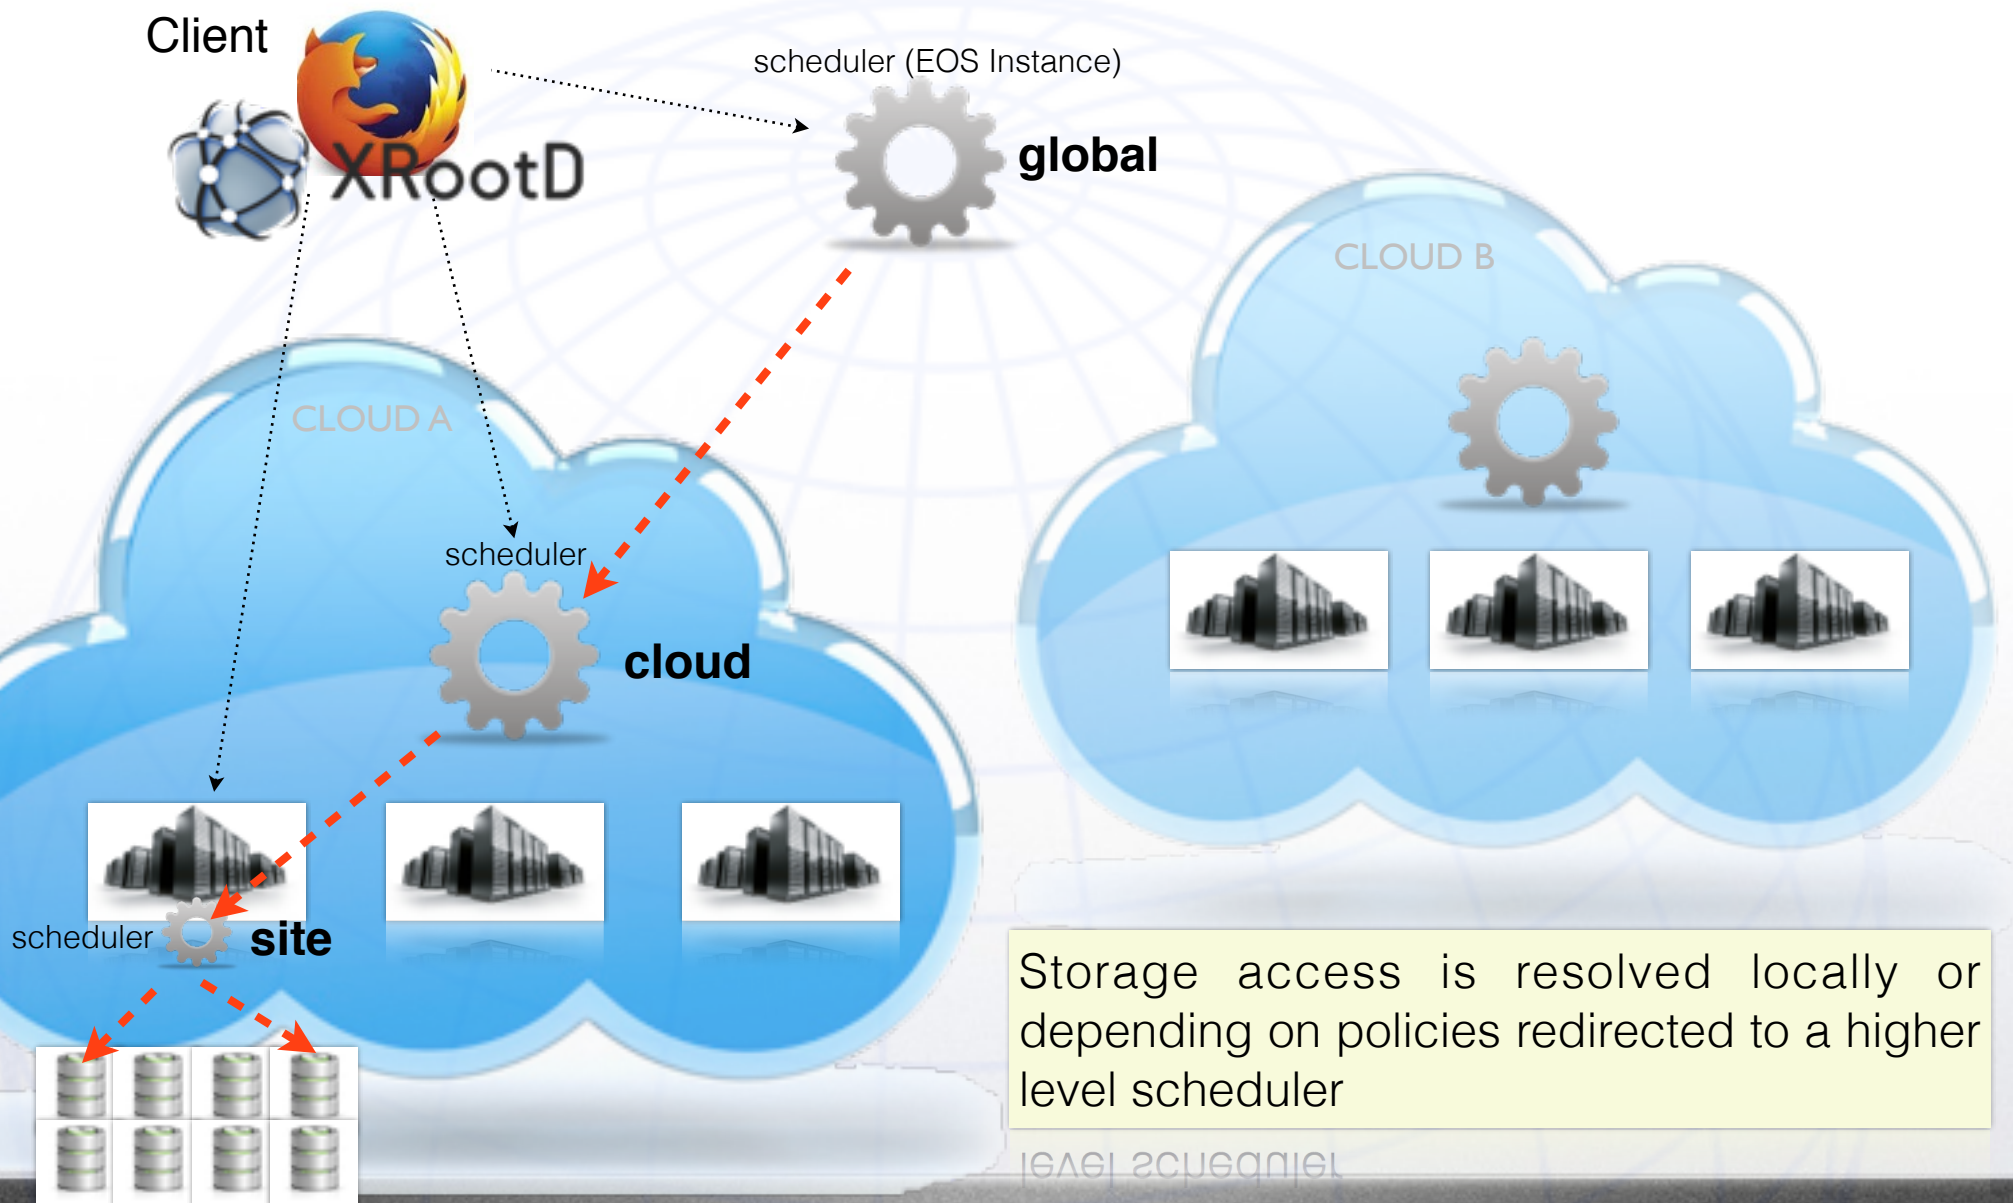 Client
scheduler (EOS Instance)
XRootD
global
CLOUD B
CLOUD A
scheduler
cloud
scheduler
site
Storage access is resolved locally or
depending on policies redirected to a higher
level scheduler